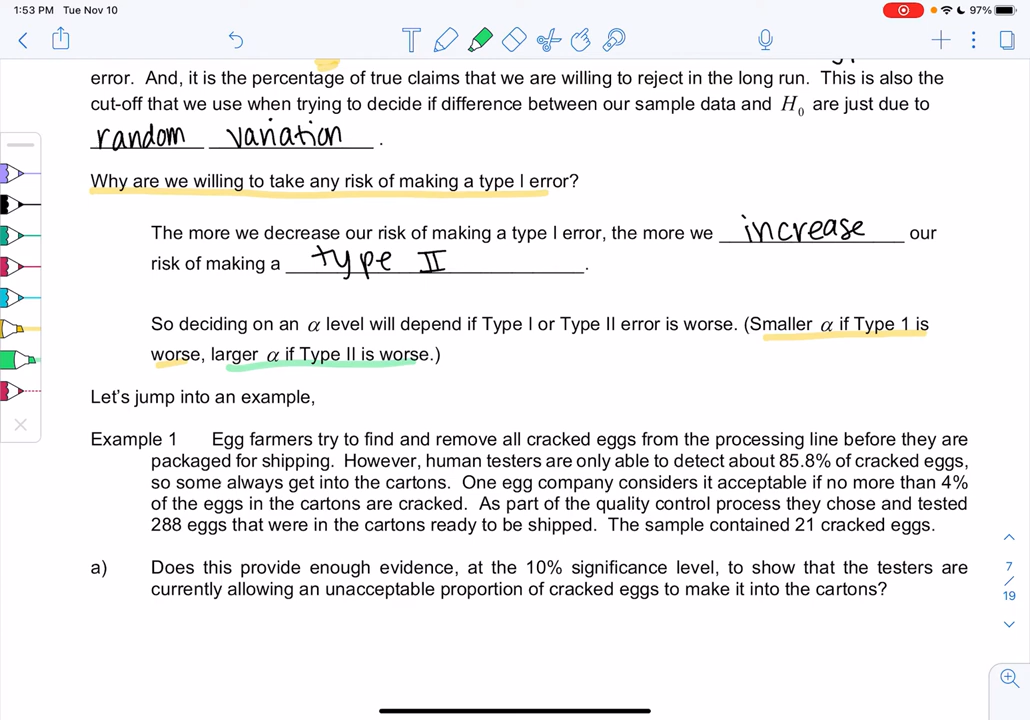 1:53 PM Tue Nov 10
97%
error. And, it is the percentage of true claims that we are willing to reject in the long run. This is also the
cut-off that we use when trying to decide if difference between our sample data and H₀ are just due to
random variation .
Why are we willing to take any risk of making a type I error?
The more we decrease our risk of making a type I error, the more we increase our
risk of making a type II .
So deciding on an α level will depend if Type I or Type II error is worse. (Smaller α if Type 1 is
worse, larger α if Type II is worse.)
Let's jump into an example,
Example 1 Egg farmers try to find and remove all cracked eggs from the processing line before they are
packaged for shipping. However, human testers are only able to detect about 85.8% of cracked eggs,
so some always get into the cartons. One egg company considers it acceptable if no more than 4%
of the eggs in the cartons are cracked. As part of the quality control process they chose and tested
288 eggs that were in the cartons ready to be shipped. The sample contained 21 cracked eggs.
a) Does this provide enough evidence, at the 10% significance level, to show that the testers are
currently allowing an unacceptable proportion of cracked eggs to make it into the cartons?
7
/
19